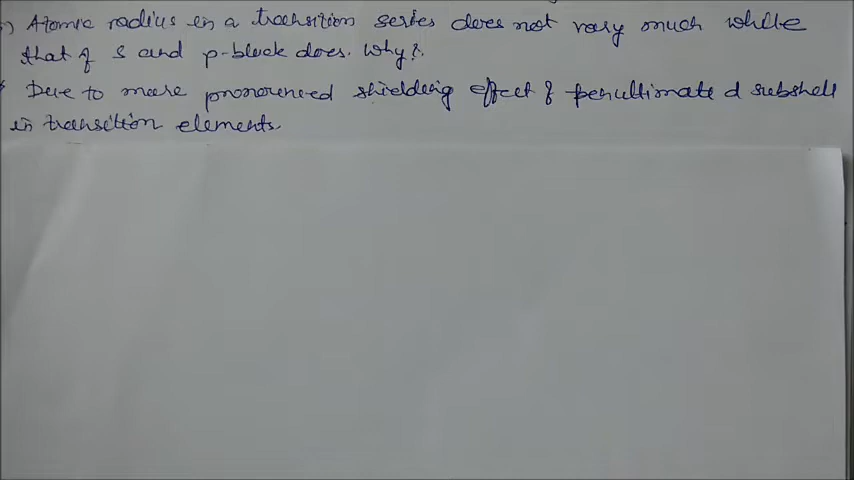 ) Atomic radius in a transition series does not vary much while
that of s and p-block does. Why?
Due to more pronounced shielding effect of penultimate d subshell
in transition elements.